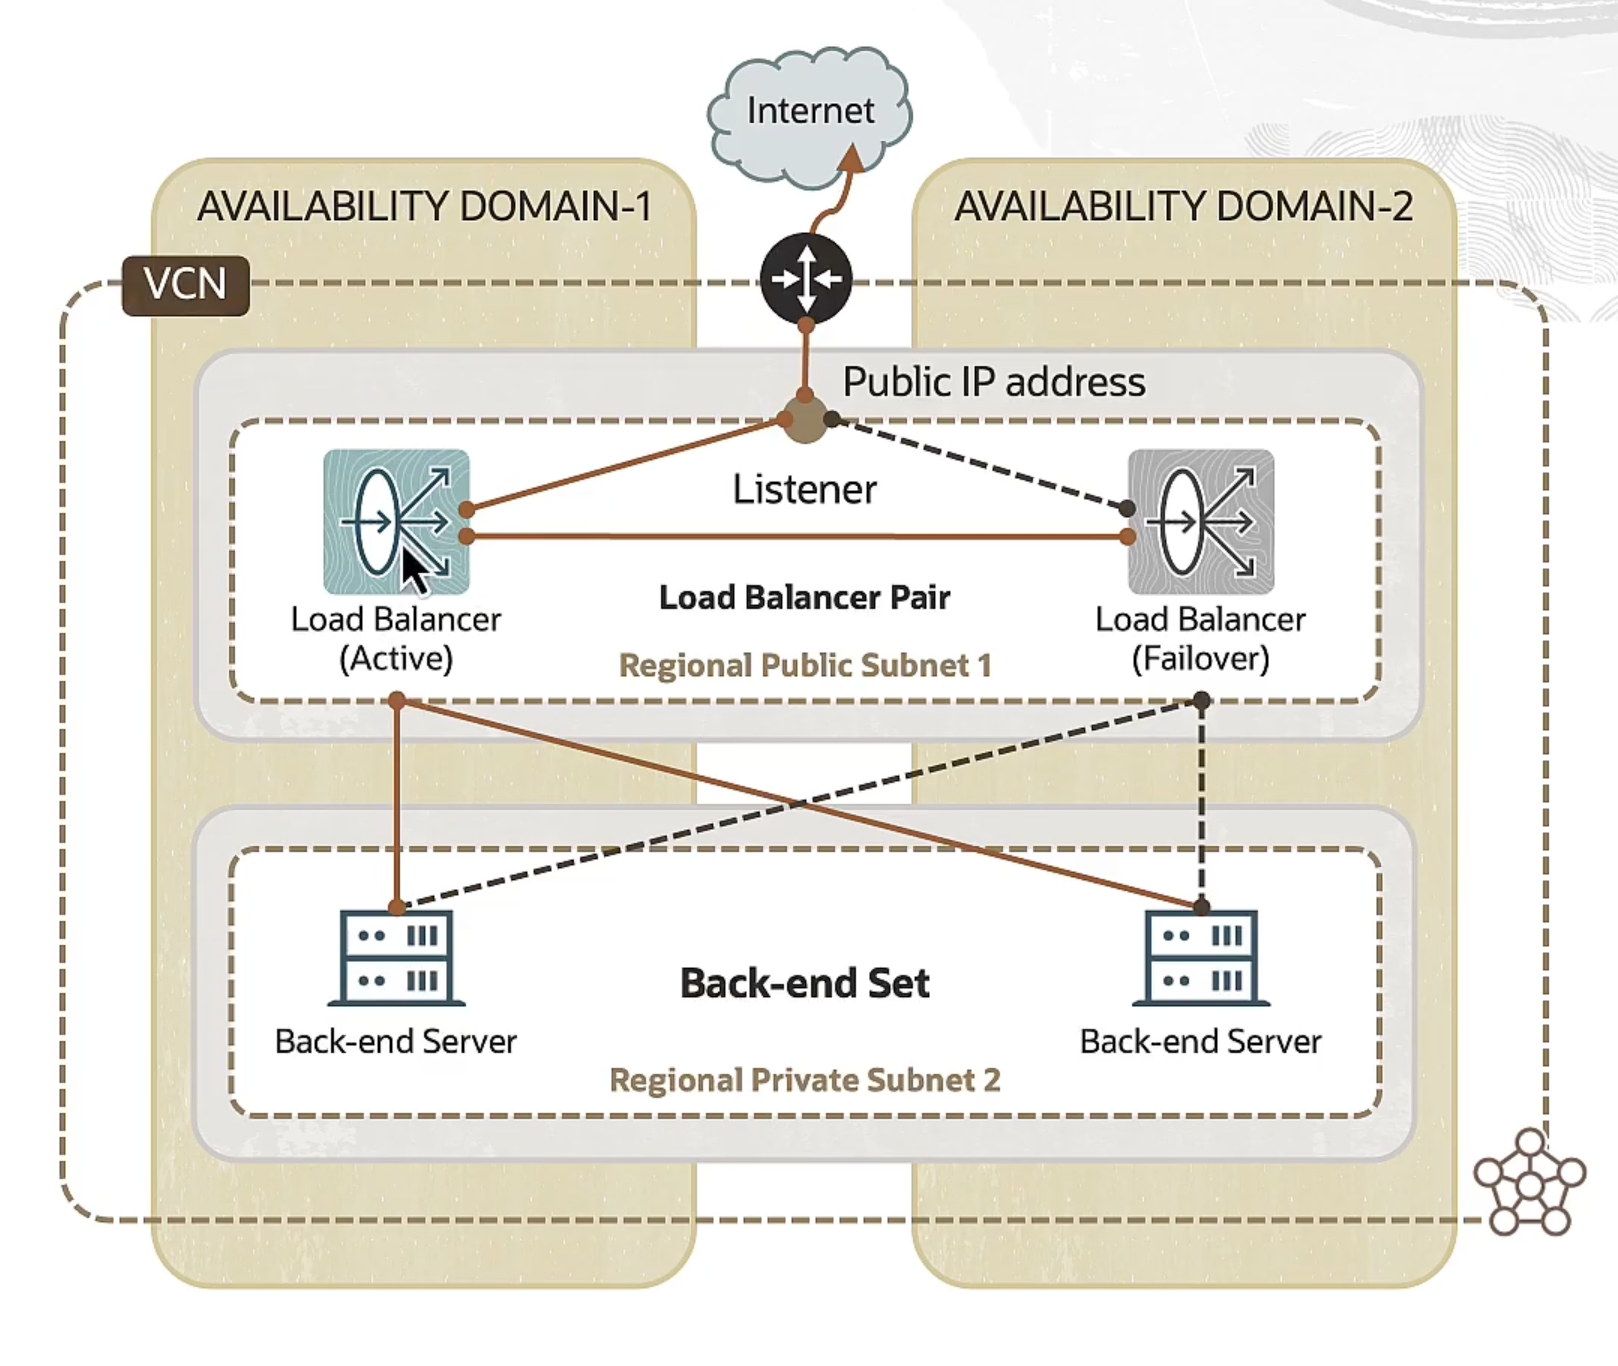 Internet
AVAILABILITY DOMAIN-1
AVAILABILITY DOMAIN-2
VCN
Public IP address
Listener
Load Balancer Pair
Load Balancer
(Active)
Load Balancer
(Failover)
Regional Public Subnet 1
Back-end Set
Back-end Server
Back-end Server
Regional Private Subnet 2